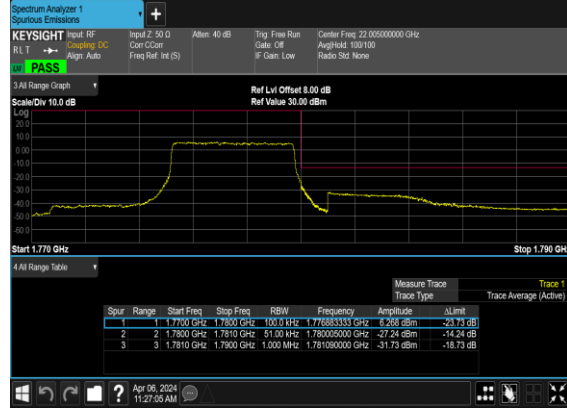 Spectrum Analyzer 1
Spurious Emissions
KEYSIGHT Input: RF Input Z: 50 Ω Atten: 40 dB Trig: Free Run Center Freq: 22.005000000 GHz
RLT Coupling: DC Corr CCorr Gate: Off Avg|Hold: 100/100
Align: Auto Freq Ref: Int (S) IF Gain: Low Radio Std: None
LW PASS
3 All Range Graph
Ref Lvl Offset 8.00 dB
Scale/Div 10.0 dB Ref Value 30.00 dBm
Log
20.0
10.0
0.00
-10.0
-20.0
-30.0
-40.0
-50.0
-60.0
Start 1.770 GHz Stop 1.790 GHz
4 All Range Table
Measure Trace Trace 1
Trace Type Trace Average (Active)
Spur Range Start Freq Stop Freq RBW Frequency Amplitude ΔLimit
1 1 1.7700 GHz 1.7800 GHz 100.0 kHz 1.776883333 GHz 6.268 dBm -23.73 dB
2 2 1.7800 GHz 1.7810 GHz 51.00 kHz 1.780005000 GHz -27.24 dBm -14.24 dB
3 3 1.7810 GHz 1.7900 GHz 1.000 MHz 1.781090000 GHz -31.73 dBm -18.73 dB
? Apr 06, 2024
11:27:05 AM